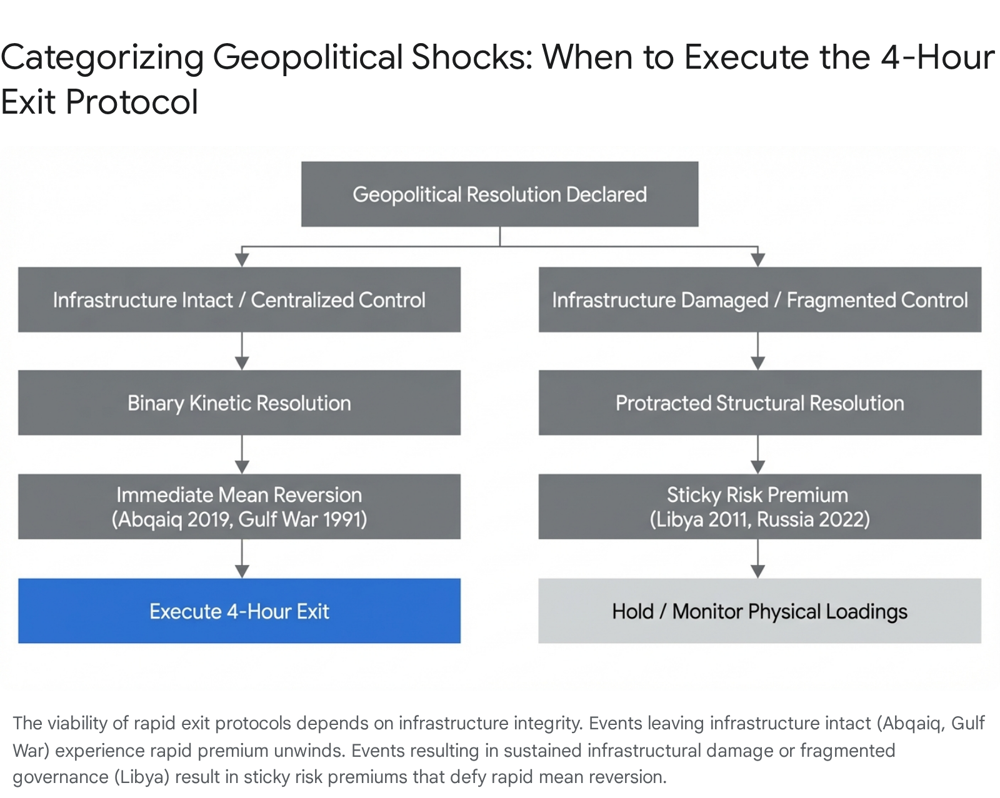 Categorizing Geopolitical Shocks: When to Execute the 4-Hour
Exit Protocol
Geopolitical Resolution Declared
Infrastructure Intact / Centralized Control
Infrastructure Damaged / Fragmented Control
Binary Kinetic Resolution
Protracted Structural Resolution
Immediate Mean Reversion
(Abqaiq 2019, Gulf War 1991)
Sticky Risk Premium
(Libya 2011, Russia 2022)
Execute 4-Hour Exit
Hold / Monitor Physical Loadings
The viability of rapid exit protocols depends on infrastructure integrity. Events leaving infrastructure intact (Abqaiq, Gulf
War) experience rapid premium unwinds. Events resulting in sustained infrastructural damage or fragmented
governance (Libya) result in sticky risk premiums that defy rapid mean reversion.